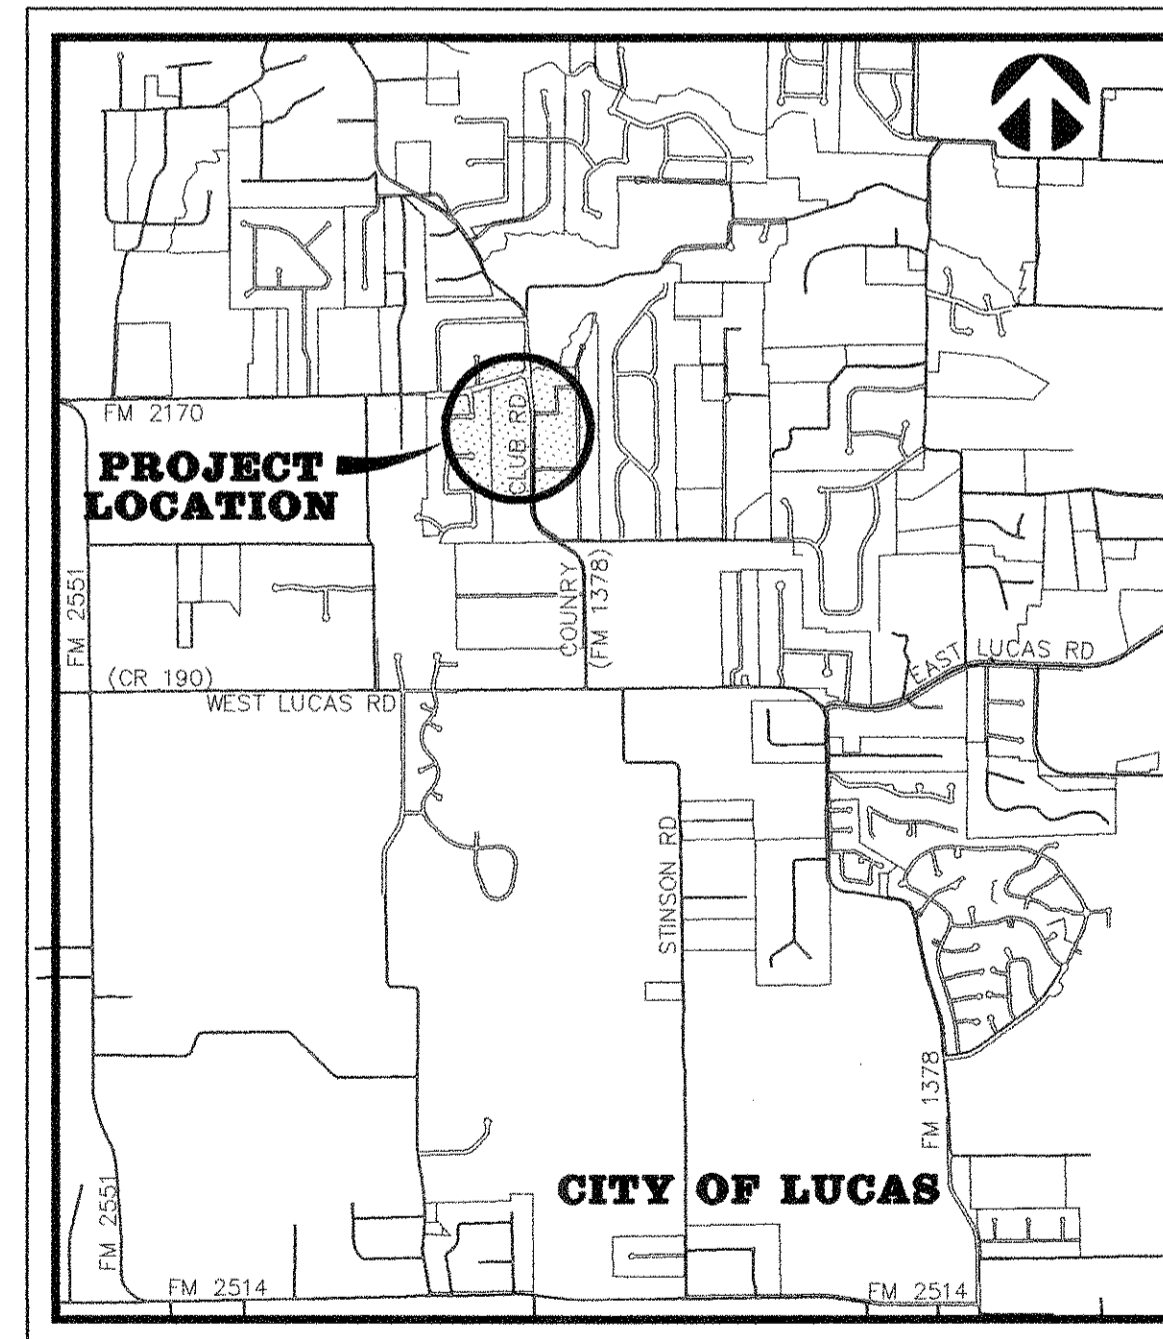 FM 2170
CLUB RD
PROJECT
LOCATION
FM 2551
COUNRY
(FM 1378)
(CR 190)
WEST LUCAS RD
EAST LUCAS RD
STINSON RD
FM 1378
CITY OF LUCAS
FM 2551
FM 2514
FM 2514